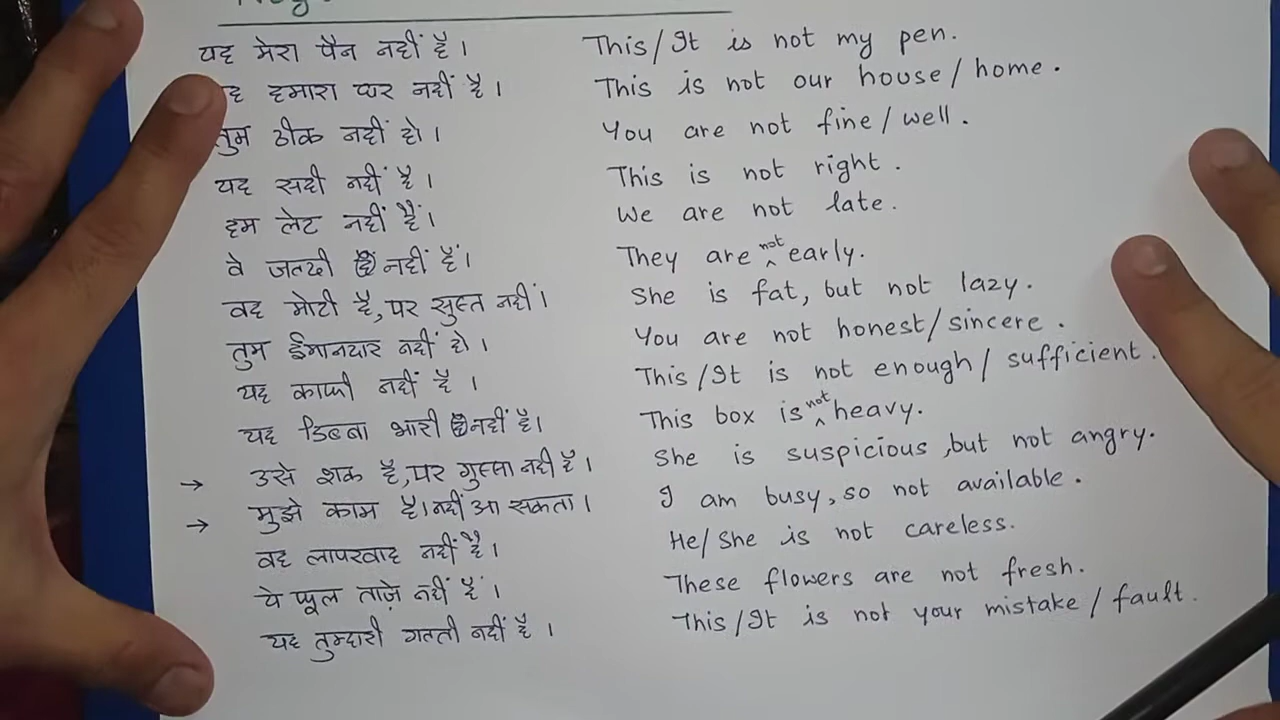 Neg
यह मेरा पैन नहीं है। This/It is not my pen.
हमारा घर नहीं है। This is not our house/home.
तुम ठीक नहीं हो। You are not fine/well.
यह सही नहीं है। This is not right.
हम लेट नहीं हैं। We are not late.
वे जल्दी नहीं हैं। They are not early.
वह मोटी है, पर सुस्त नहीं। She is fat, but not lazy.
तुम ईमानदार नहीं हो। You are not honest/sincere.
यह काफी नहीं है। This/It is not enough/sufficient.
यह डिब्बा भारी नहीं है। This box is not heavy.
→ उसे शक है, पर गुस्सा नहीं है। She is suspicious, but not angry.
→ मुझे काम है। नहीं आ सकता। I am busy, so not available.
वह लापरवाह नहीं है। He/She is not careless.
ये फूल ताज़े नहीं हैं। These flowers are not fresh.
यह तुम्हारी गलती नहीं है। This/It is not your mistake/fault.